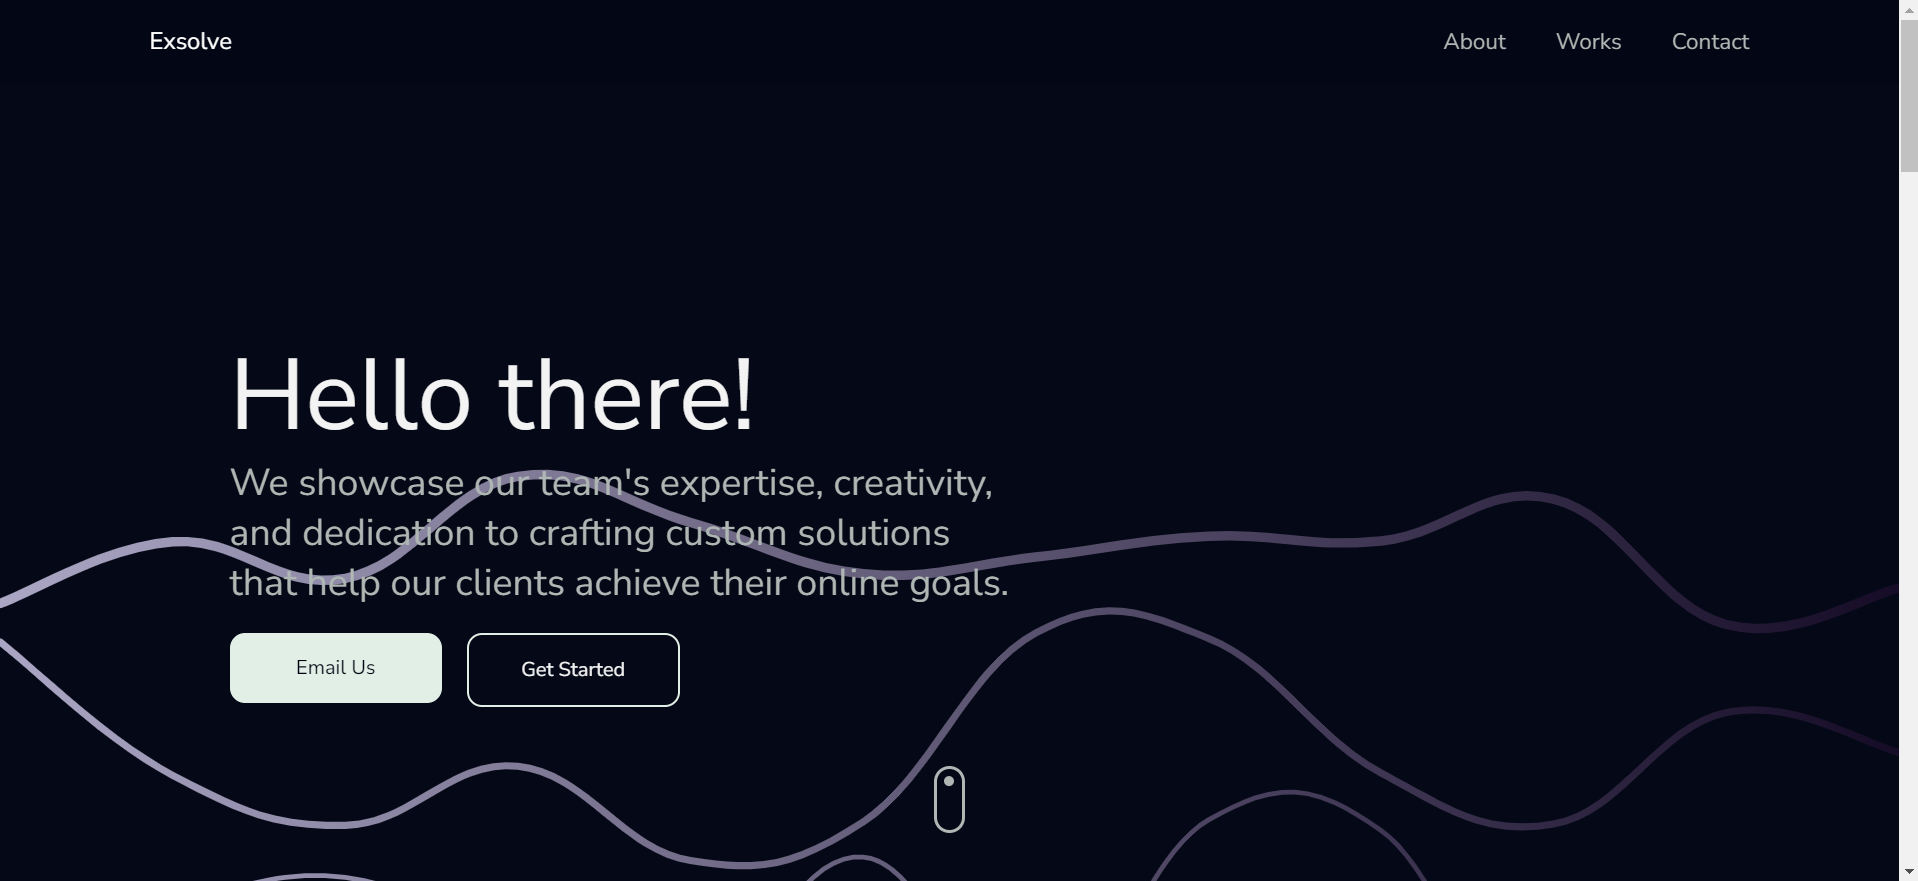 Exsolve
About
Works
Contact
Hello there!
We showcase our team's expertise, creativity,
and dedication to crafting custom solutions
that help our clients achieve their online goals.
Email Us
Get Started